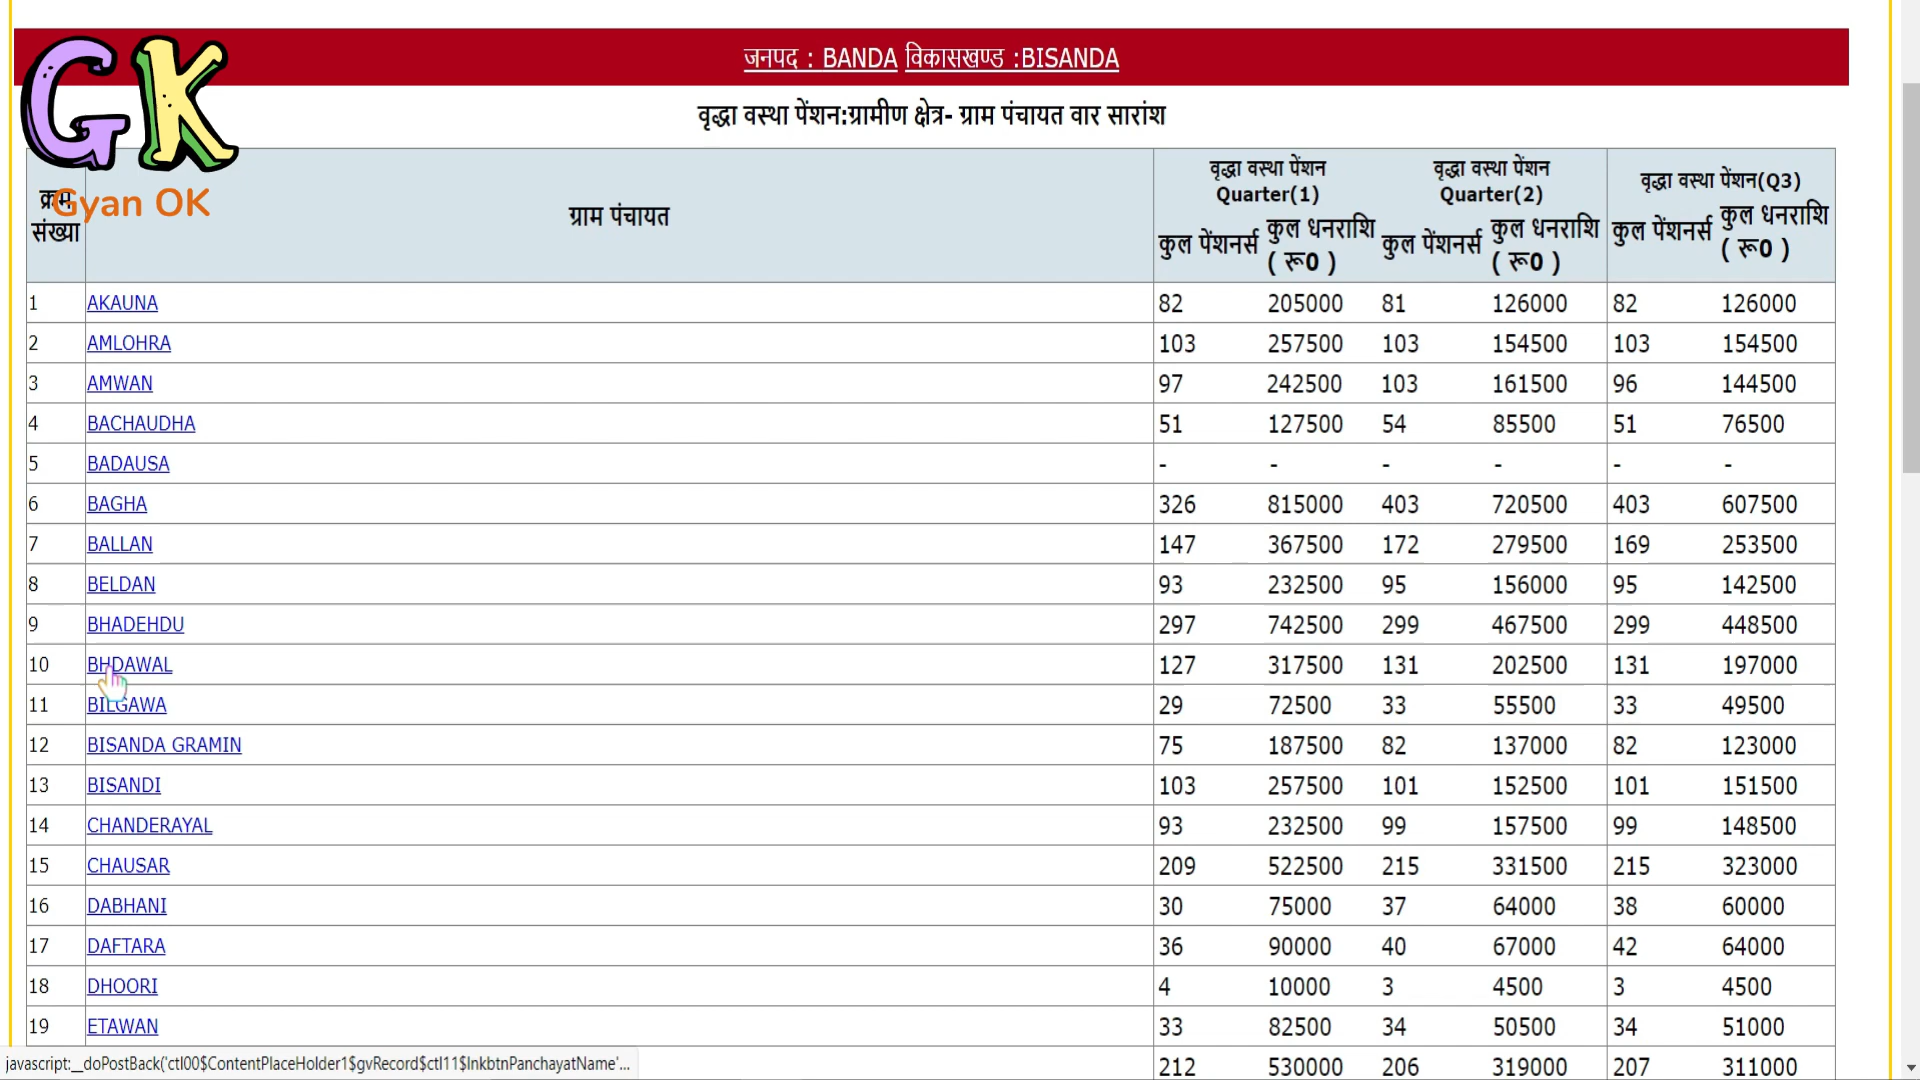 जनपद : BANDA विकासखण्ड :BISANDA
GK
Gyan OK
वृद्धा वस्था पेंशन:ग्रामीण क्षेत्र- ग्राम पंचायत वार सारांश
क्रम संख्या ग्राम पंचायत वृद्धा वस्था पेंशन Quarter(1) वृद्धा वस्था पेंशन Quarter(2) वृद्धा वस्था पेंशन(Q3)
कुल पेंशनर्स कुल धनराशि ( रू0 ) कुल पेंशनर्स कुल धनराशि ( रू0 ) कुल पेंशनर्स कुल धनराशि ( रू0 )
1 AKAUNA 82 205000 81 126000 82 126000
2 AMLOHRA 103 257500 103 154500 103 154500
3 AMWAN 97 242500 103 161500 96 144500
4 BACHAUDHA 51 127500 54 85500 51 76500
5 BADAUSA - - - - - -
6 BAGHA 326 815000 403 720500 403 607500
7 BALLAN 147 367500 172 279500 169 253500
8 BELDAN 93 232500 95 156000 95 142500
9 BHADEHDU 297 742500 299 467500 299 448500
10 BHDAWAL 127 317500 131 202500 131 197000
11 BILGAWA 29 72500 33 55500 33 49500
12 BISANDA GRAMIN 75 187500 82 137000 82 123000
13 BISANDI 103 257500 101 152500 101 151500
14 CHANDERAYAL 93 232500 99 157500 99 148500
15 CHAUSAR 209 522500 215 331500 215 323000
16 DABHANI 30 75000 37 64000 38 60000
17 DAFTARA 36 90000 40 67000 42 64000
18 DHOORI 4 10000 3 4500 3 4500
19 ETAWAN 33 82500 34 50500 34 51000
212 530000 206 319000 207 311000
javascript:__doPostBack('ctl00$ContentPlaceHolder1$gvRecord$ctl11$lnkbtnPanchayatName'...